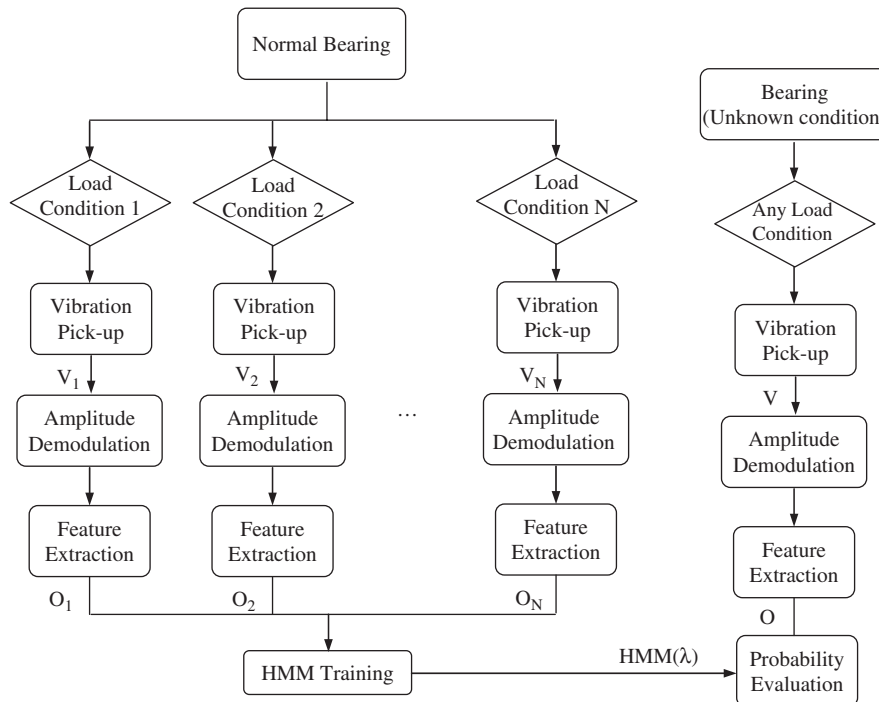 Normal Bearing
Load
Condition 1
Load
Condition 2
Load
Condition N
Vibration
Pick-up
Vibration
Pick-up
Vibration
Pick-up
V1
V2
VN
Amplitude
Demodulation
Amplitude
Demodulation
...
Amplitude
Demodulation
Feature
Extraction
Feature
Extraction
Feature
Extraction
O1
O2
ON
HMM Training
HMM(λ)
Bearing
(Unknown condition
Any Load
Condition
Vibration
Pick-up
V
Amplitude
Demodulation
Feature
Extraction
O
Probability
Evaluation